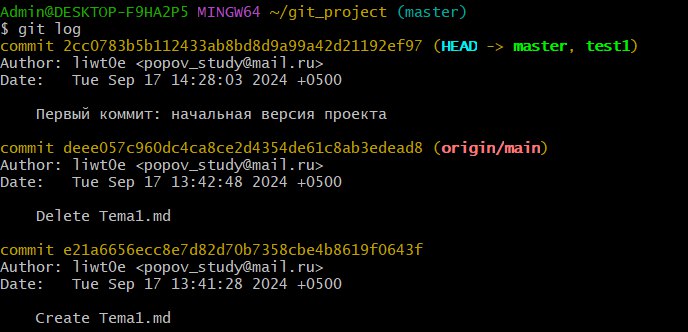 Admin@DESKTOP-F9HA2P5 MINGW64 ~/git_project (master)
$ git log
commit 2cc0783b5b112433ab8bd8d9a99a42d21192ef97 (HEAD -> master, test1)
Author: liwt0e <popov_study@mail.ru>
Date:   Tue Sep 17 14:28:03 2024 +0500
    Первый коммит: начальная версия проекта
commit deee057c960dc4ca8ce2d4354de61c8ab3edead8 (origin/main)
Author: liwt0e <popov_study@mail.ru>
Date:   Tue Sep 17 13:42:48 2024 +0500
    Delete Tema1.md
commit e21a6656ecc8e7d82d70b7358cbe4b8619f0643f
Author: liwt0e <popov_study@mail.ru>
Date:   Tue Sep 17 13:41:28 2024 +0500
    Create Tema1.md